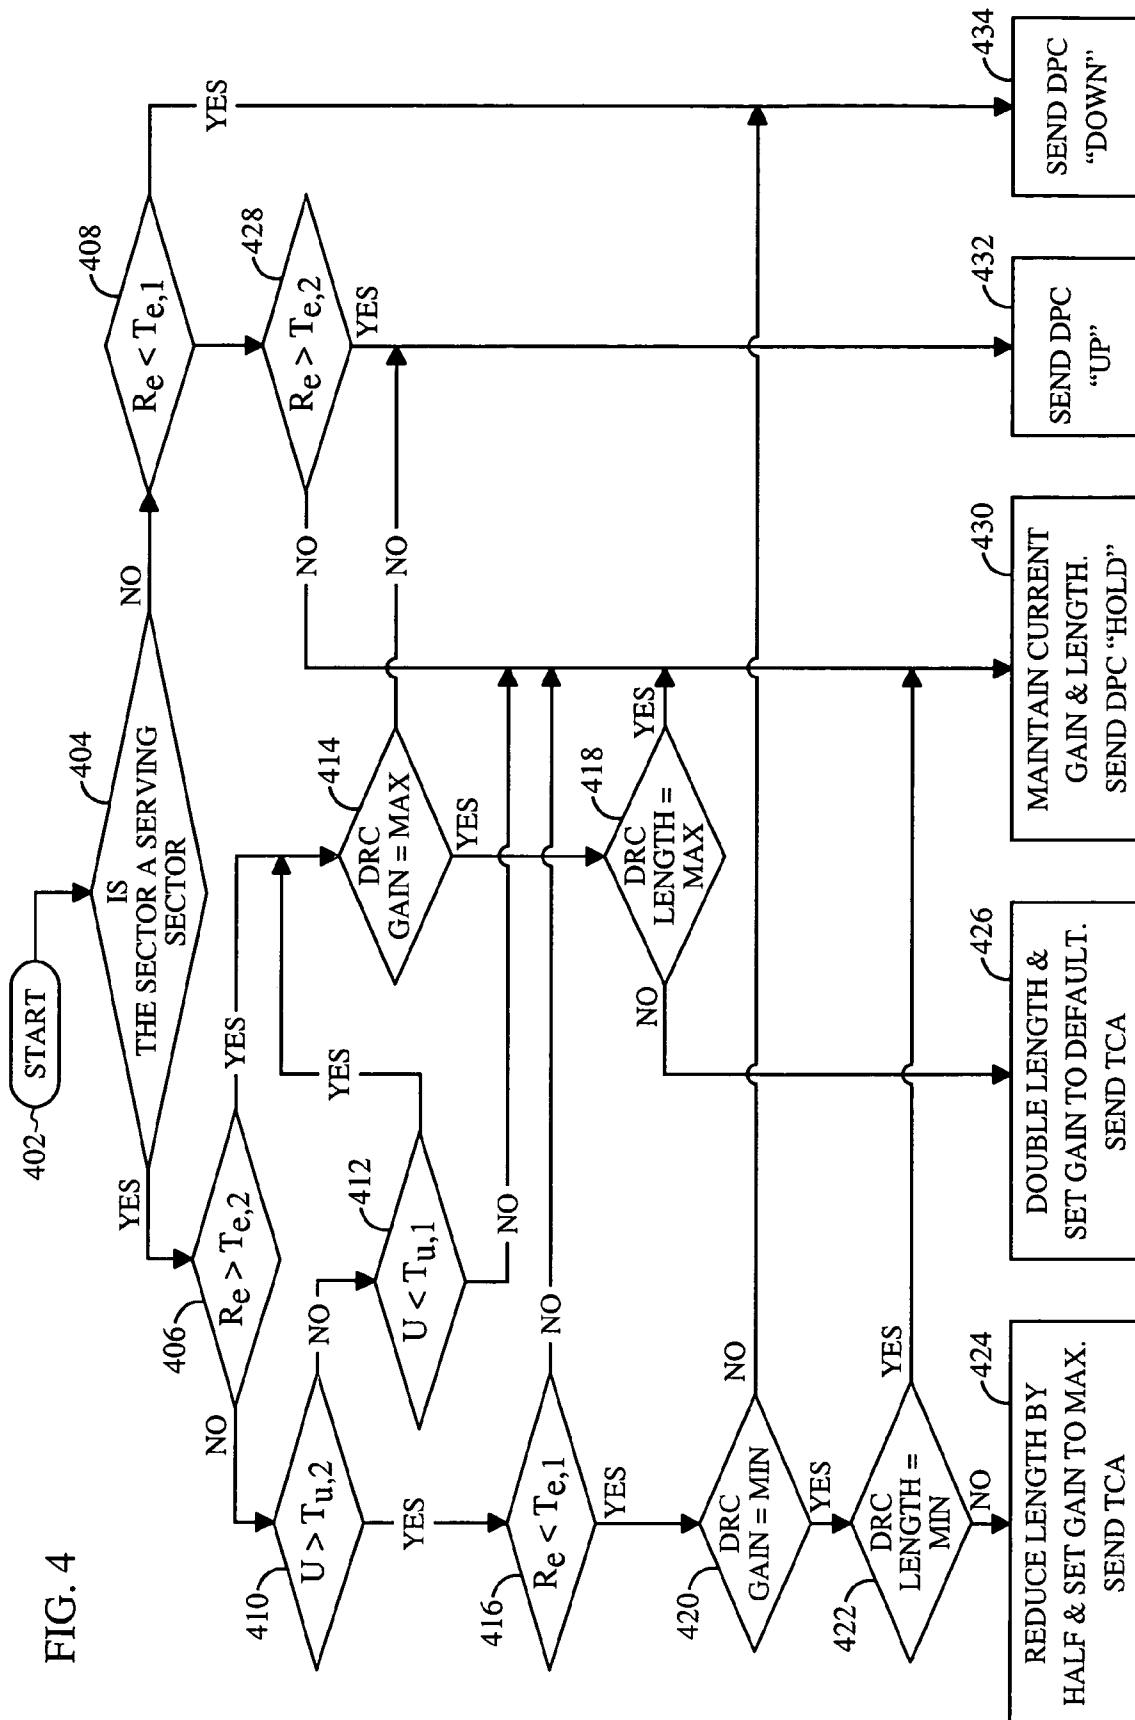 FIG. 4
START
402
IS
THE SECTOR A SERVING
SECTOR
404
YES
NO
Re > Te,2
406
YES
NO
Re < Te,1
408
YES
Re > Te,2
428
NO
YES
U > Tu,2
410
NO
YES
U < Tu,1
412
YES
NO
DRC
GAIN = MAX
414
NO
YES
Re < Te,1
416
NO
YES
DRC
LENGTH =
MAX
418
YES
NO
DRC
GAIN = MIN
420
NO
YES
DRC
LENGTH =
MIN
422
YES
NO
REDUCE LENGTH BY
HALF & SET GAIN TO MAX.
SEND TCA
424
DOUBLE LENGTH &
SET GAIN TO DEFAULT.
SEND TCA
426
MAINTAIN CURRENT
GAIN & LENGTH.
SEND DPC “HOLD”
430
SEND DPC
“UP”
432
SEND DPC
“DOWN”
434